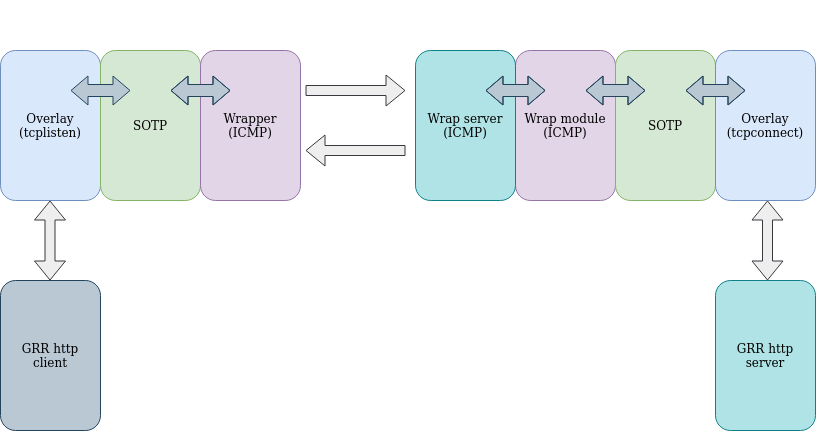 Overlay
(tcplisten)
SOTP
Wrapper
(ICMP)
Wrap server
(ICMP)
Wrap module
(ICMP)
SOTP
Overlay
(tcpconnect)
GRR http
client
GRR http
server